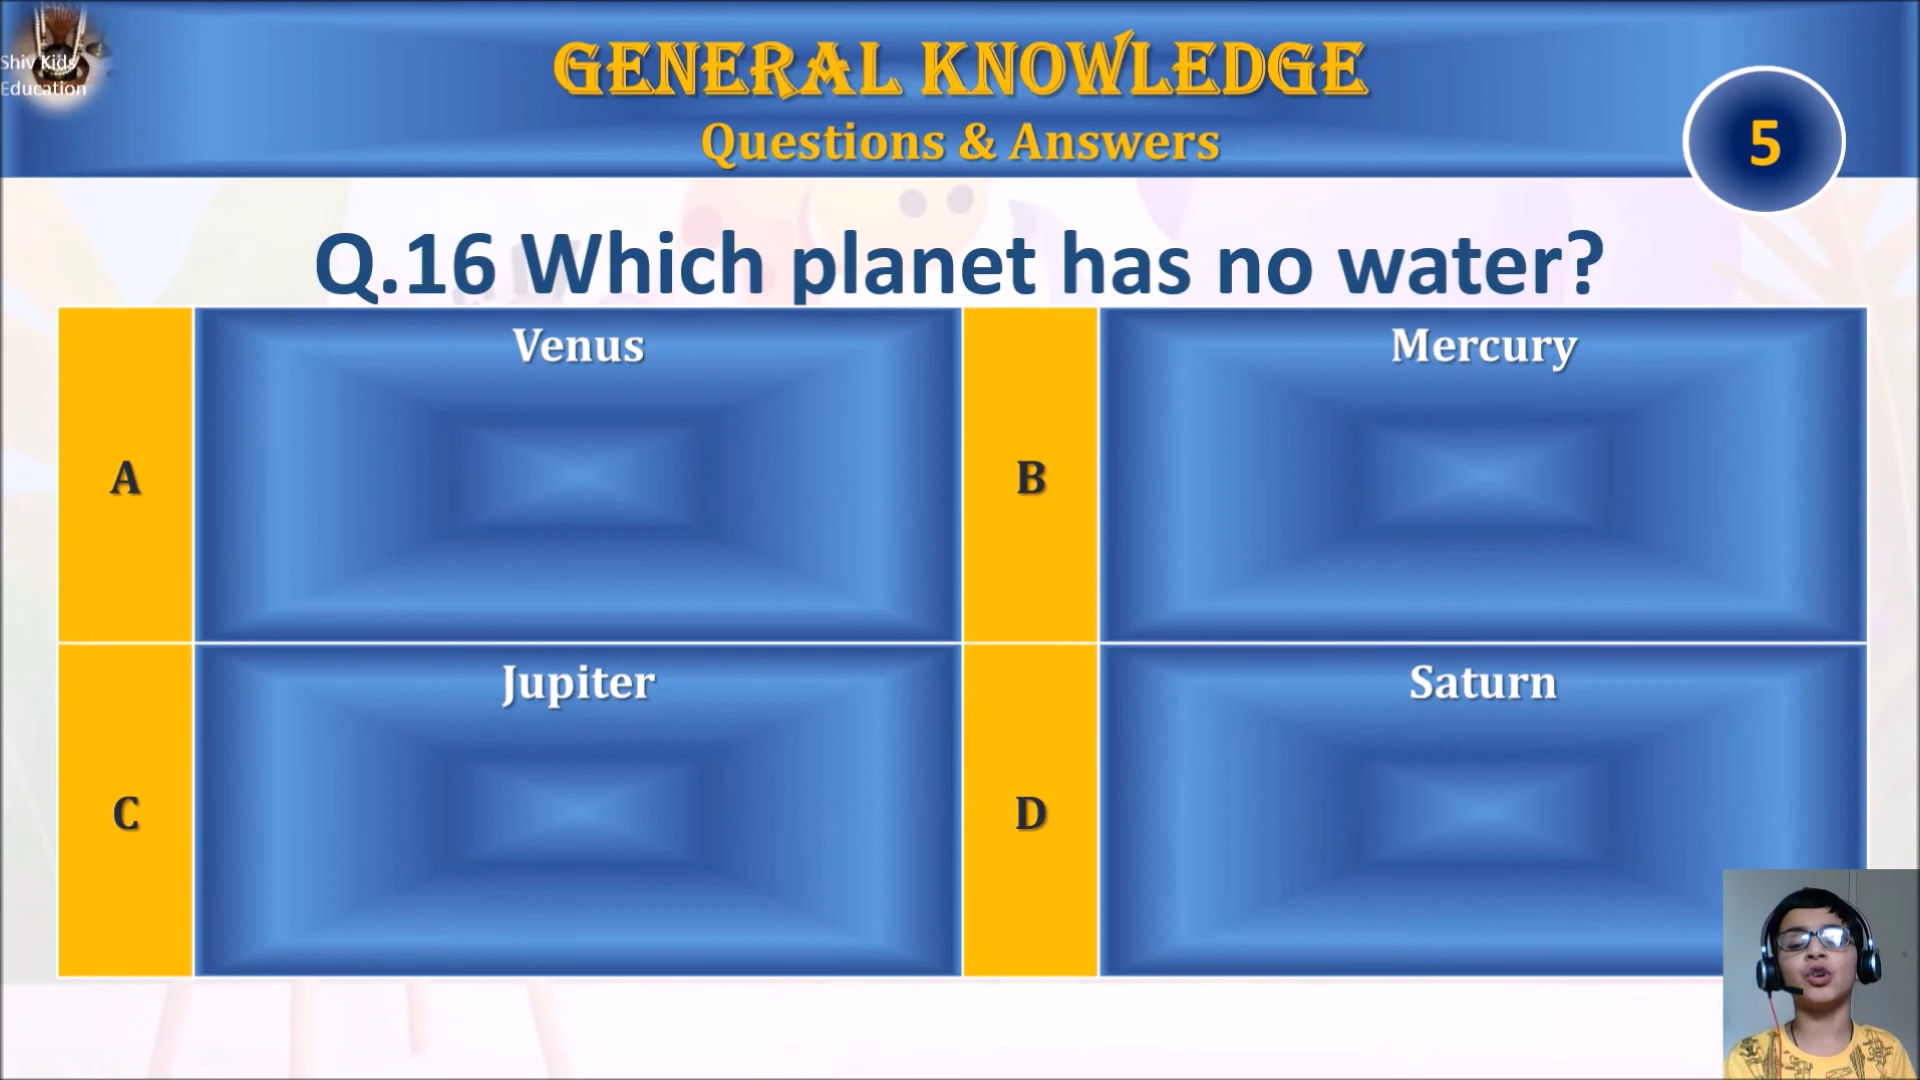 Shiv Kids
Education
GENERAL KNOWLEDGE
Questions & Answers
5
Q.16 Which planet has no water?
A
Venus
B
Mercury
C
Jupiter
D
Saturn